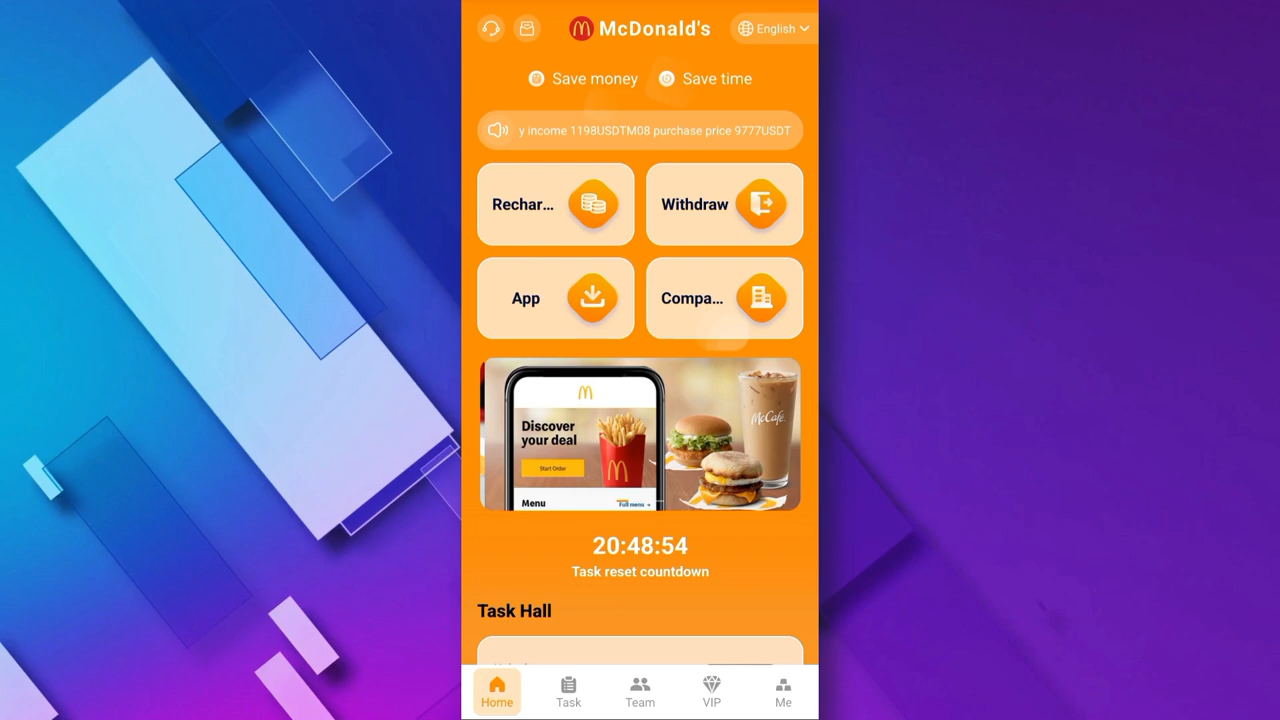 McDonald's
English
Save money
Save time
y income 1198USDTM08 purchase price 9777USDT
Rechar...
Withdraw
App
Compa...
Discover
your deal
Start Order
Menu
Full menu
McCafé
20:48:54
Task reset countdown
Task Hall
Home
Task
Team
VIP
Me